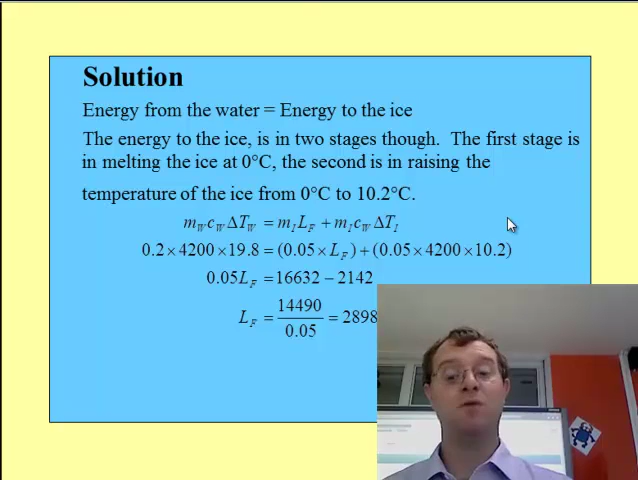 Solution
Energy from the water = Energy to the ice
The energy to the ice, is in two stages though. The first stage is
in melting the ice at 0°C, the second is in raising the
temperature of the ice from 0°C to 10.2°C.
m_W c_W ΔT_W = m_I L_F + m_I c_W ΔT_I
0.2 × 4200 × 19.8 = (0.05 × L_F) + (0.05 × 4200 × 10.2)
0.05L_F = 16632 − 2142
L_F = 14490 / 0.05 = 2898